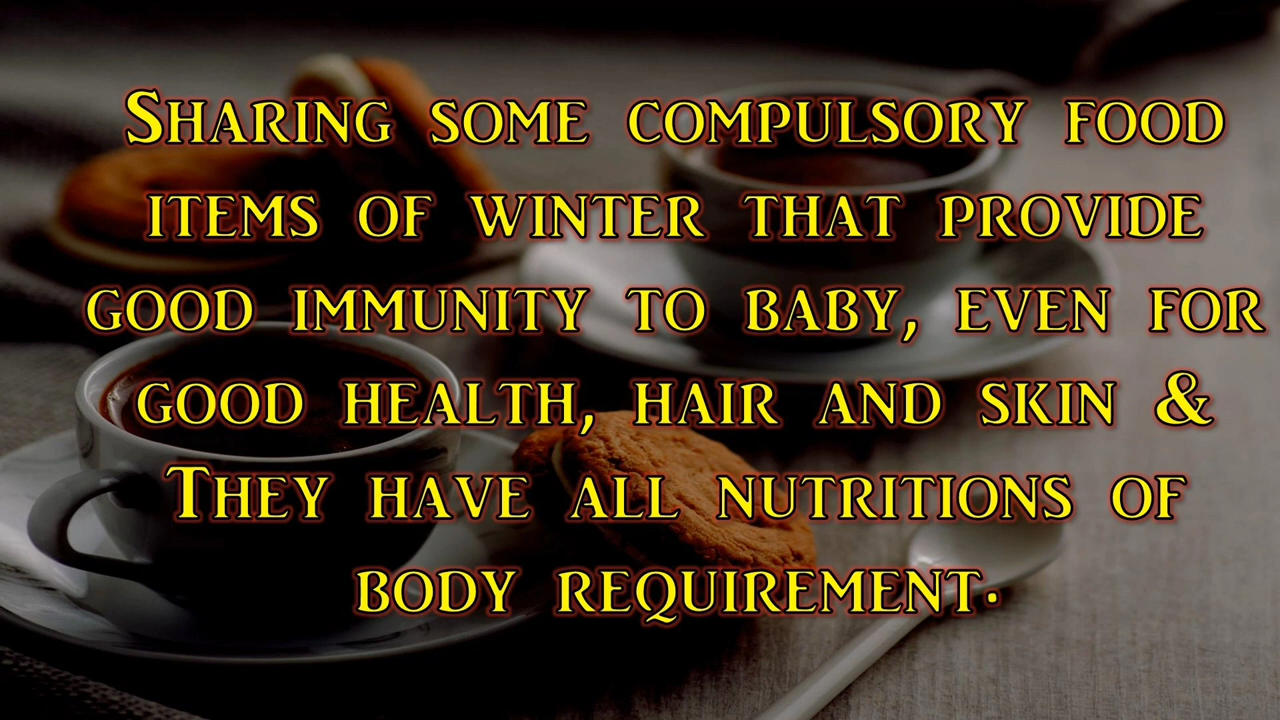 Sharing some compulsory food
items of winter that provide
good immunity to baby, even for
good health, hair and skin &
They have all nutritions of
body requirement.